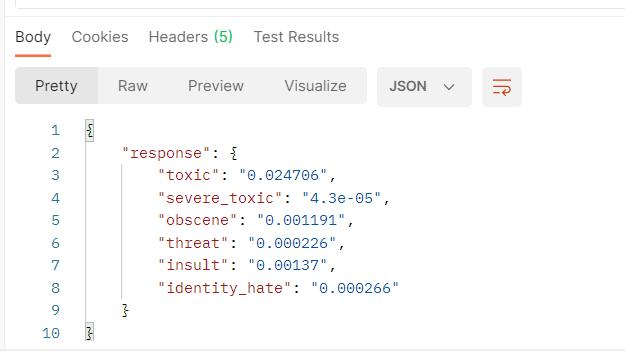 Body Cookies Headers (5) Test Results
Pretty Raw Preview Visualize JSON
1 {
2 "response": {
3 "toxic": "0.024706",
4 "severe_toxic": "4.3e-05",
5 "obscene": "0.001191",
6 "threat": "0.000226",
7 "insult": "0.00137",
8 "identity_hate": "0.000266"
9 }
10 }